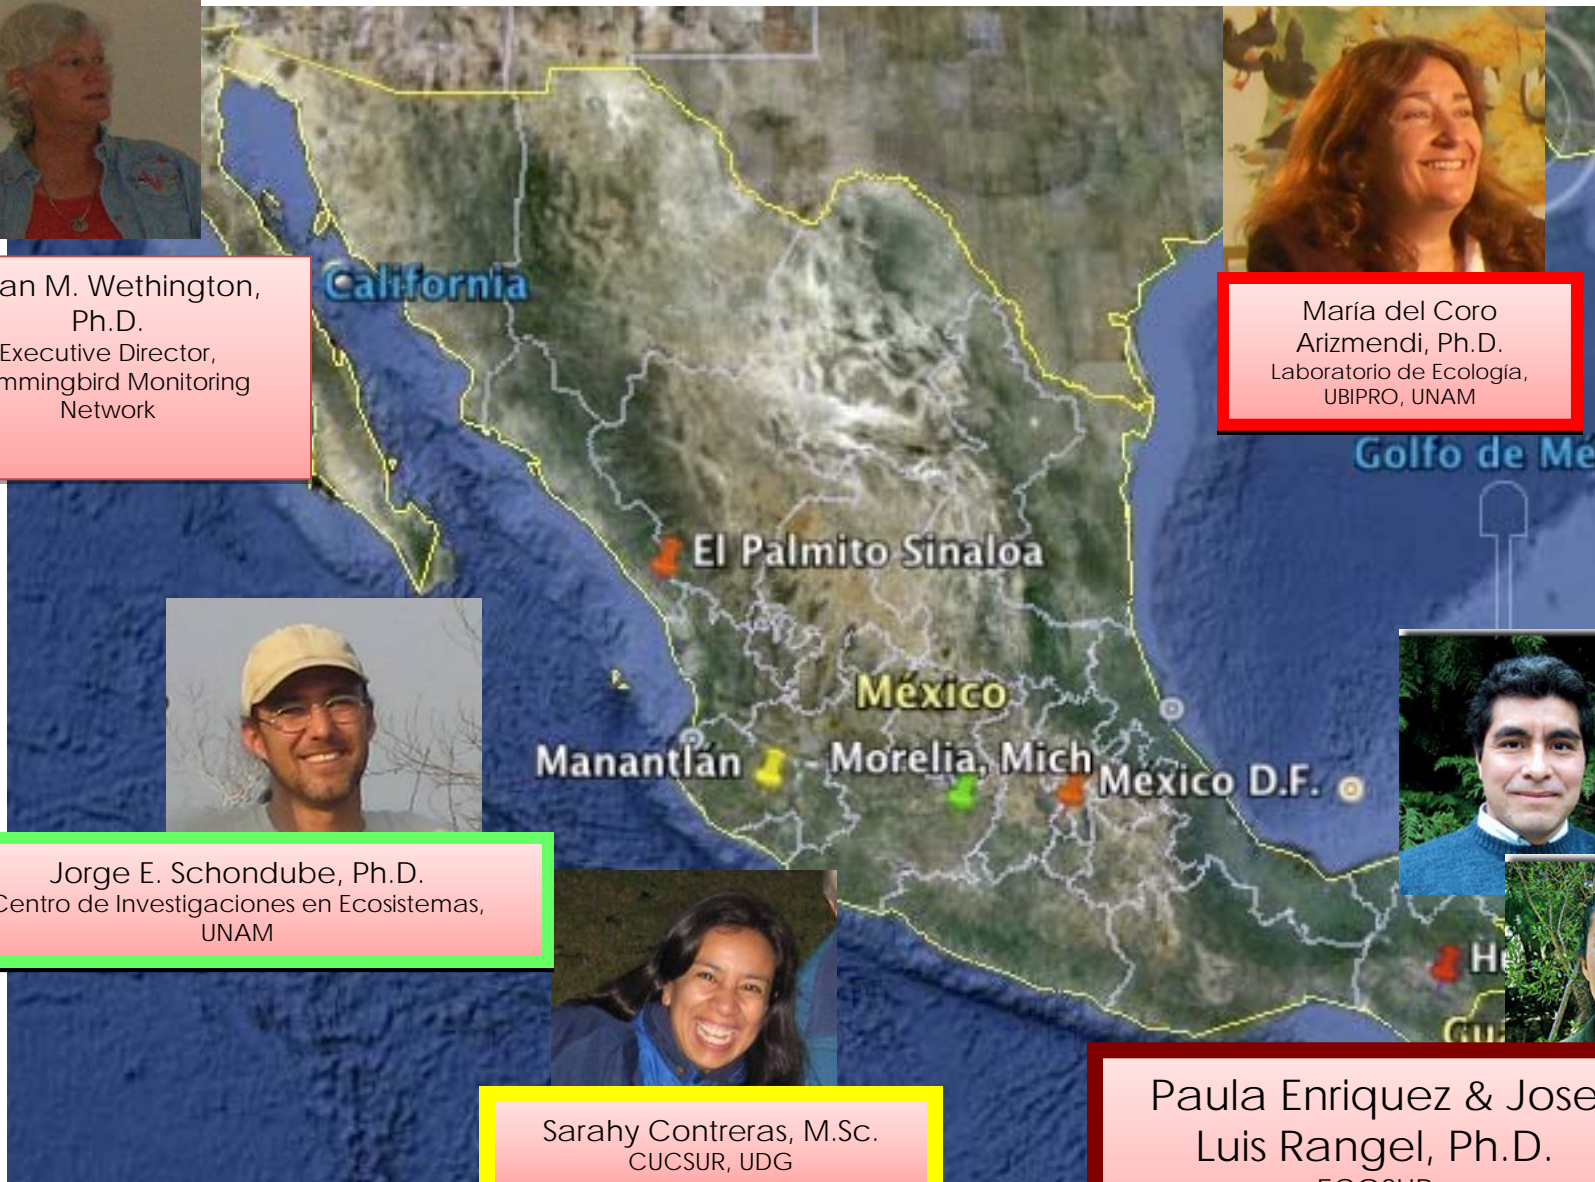 an M. Wethington,
Ph.D.
Executive Director,
mmingbird Monitoring
Network
California
María del Coro
Arizmendi, Ph.D.
Laboratorio de Ecología,
UBIPRO, UNAM
Golfo de Mé
El Palmito Sinaloa
México
Manantlán - Morelia, Mich
México D.F.
Jorge E. Schondube, Ph.D.
Centro de Investigaciones en Ecosistemas,
UNAM
Sarahy Contreras, M.Sc.
CUCSUR, UDG
Paula Enriquez & Jose
Luis Rangel, Ph.D.